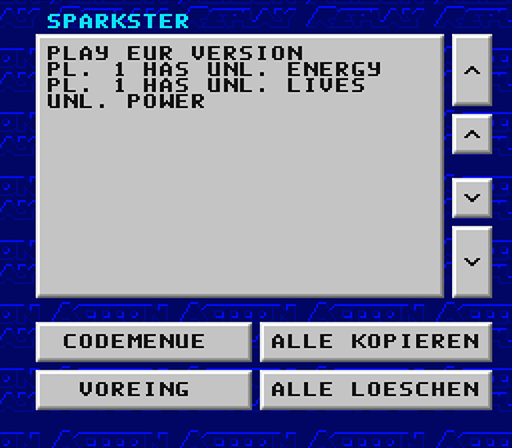 SPARKSTER
PLAY EUR VERSION
PL. 1 HAS UNL. ENERGY
PL. 1 HAS UNL. LIVES
UNL. POWER
CODEMENUE
ALLE KOPIEREN
VOREING
ALLE LOESCHEN